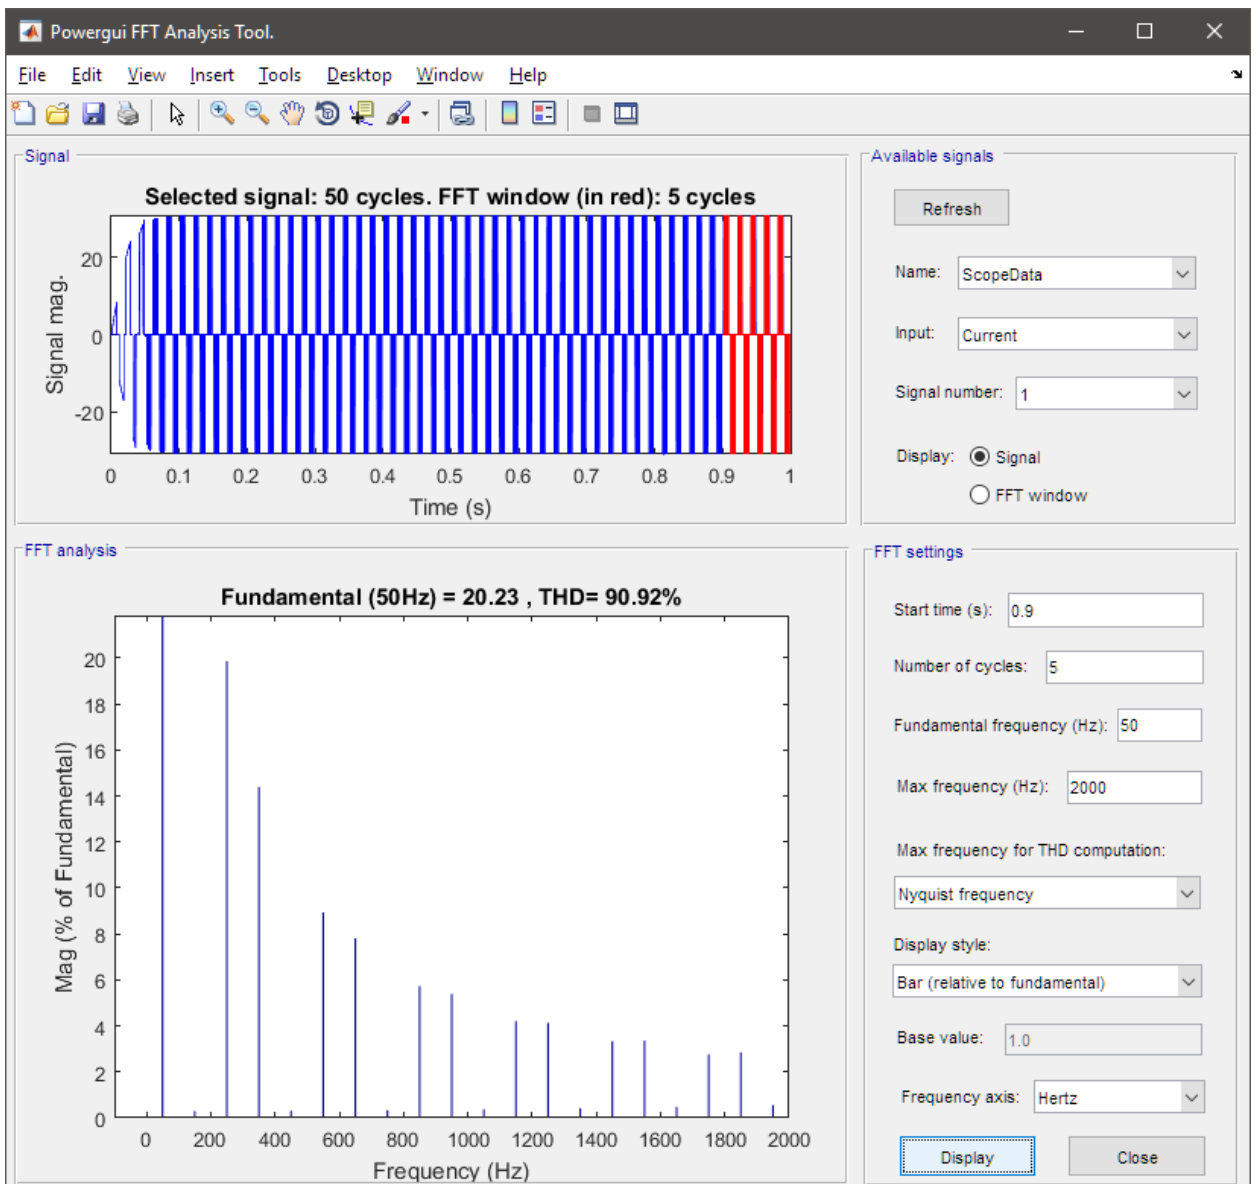 Powergui FFT Analysis Tool.
File Edit View Insert Tools Desktop Window Help
Signal
Selected signal: 50 cycles. FFT window (in red): 5 cycles
Signal mag.
20
0
-20
0 0.1 0.2 0.3 0.4 0.5 0.6 0.7 0.8 0.9 1
Time (s)
Available signals
Refresh
Name: ScopeData
Input: Current
Signal number: 1
Display: Signal
FFT window
FFT analysis
Fundamental (50Hz) = 20.23 , THD= 90.92%
Mag (% of Fundamental)
20
18
16
14
12
10
8
6
4
2
0
0 200 400 600 800 1000 1200 1400 1600 1800 2000
Frequency (Hz)
FFT settings
Start time (s): 0.9
Number of cycles: 5
Fundamental frequency (Hz): 50
Max frequency (Hz): 2000
Max frequency for THD computation:
Nyquist frequency
Display style:
Bar (relative to fundamental)
Base value: 1.0
Frequency axis: Hertz
Display Close